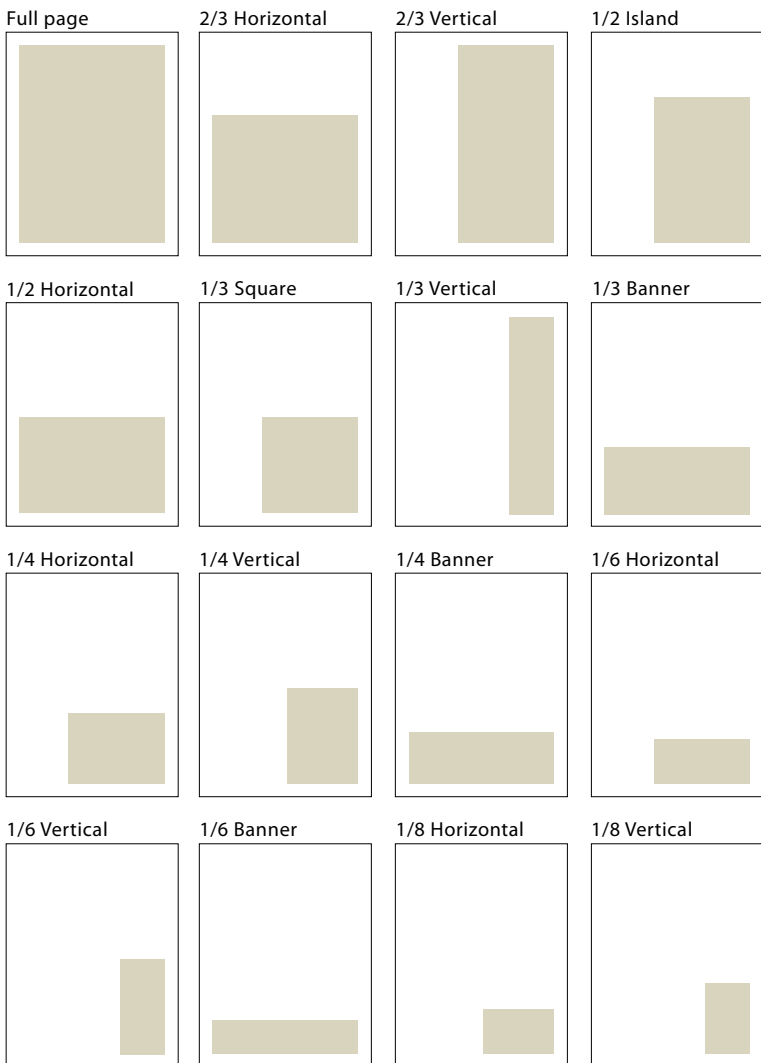 Full page
2/3 Horizontal
2/3 Vertical
1/2 Island
1/2 Horizontal
1/3 Square
1/3 Vertical
1/3 Banner
1/4 Horizontal
1/4 Vertical
1/4 Banner
1/6 Horizontal
1/6 Vertical
1/6 Banner
1/8 Horizontal
1/8 Vertical